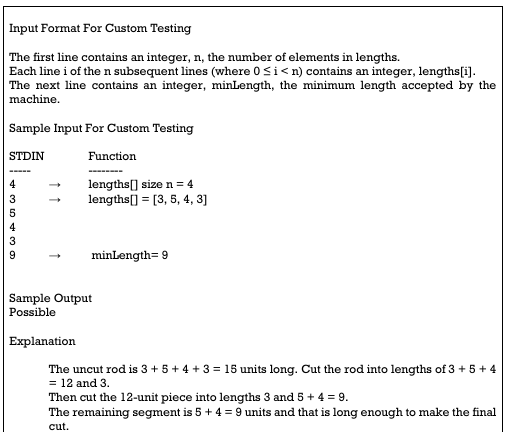 Input Format For Custom Testing
The first line contains an integer, n, the number of elements in lengths.
Each line i of the n subsequent lines (where 0 ≤ i < n) contains an integer, lengths[i].
The next line contains an integer, minLength, the minimum length accepted by the
machine.
Sample Input For Custom Testing
STDIN Function
----- --------
4 → lengths[] size n = 4
3 → lengths[] = [3, 5, 4, 3]
5
4
3
9 → minLength= 9
Sample Output
Possible
Explanation
The uncut rod is 3 + 5 + 4 + 3 = 15 units long. Cut the rod into lengths of 3 + 5 + 4
= 12 and 3.
Then cut the 12-unit piece into lengths 3 and 5 + 4 = 9.
The remaining segment is 5 + 4 = 9 units and that is long enough to make the final
cut.